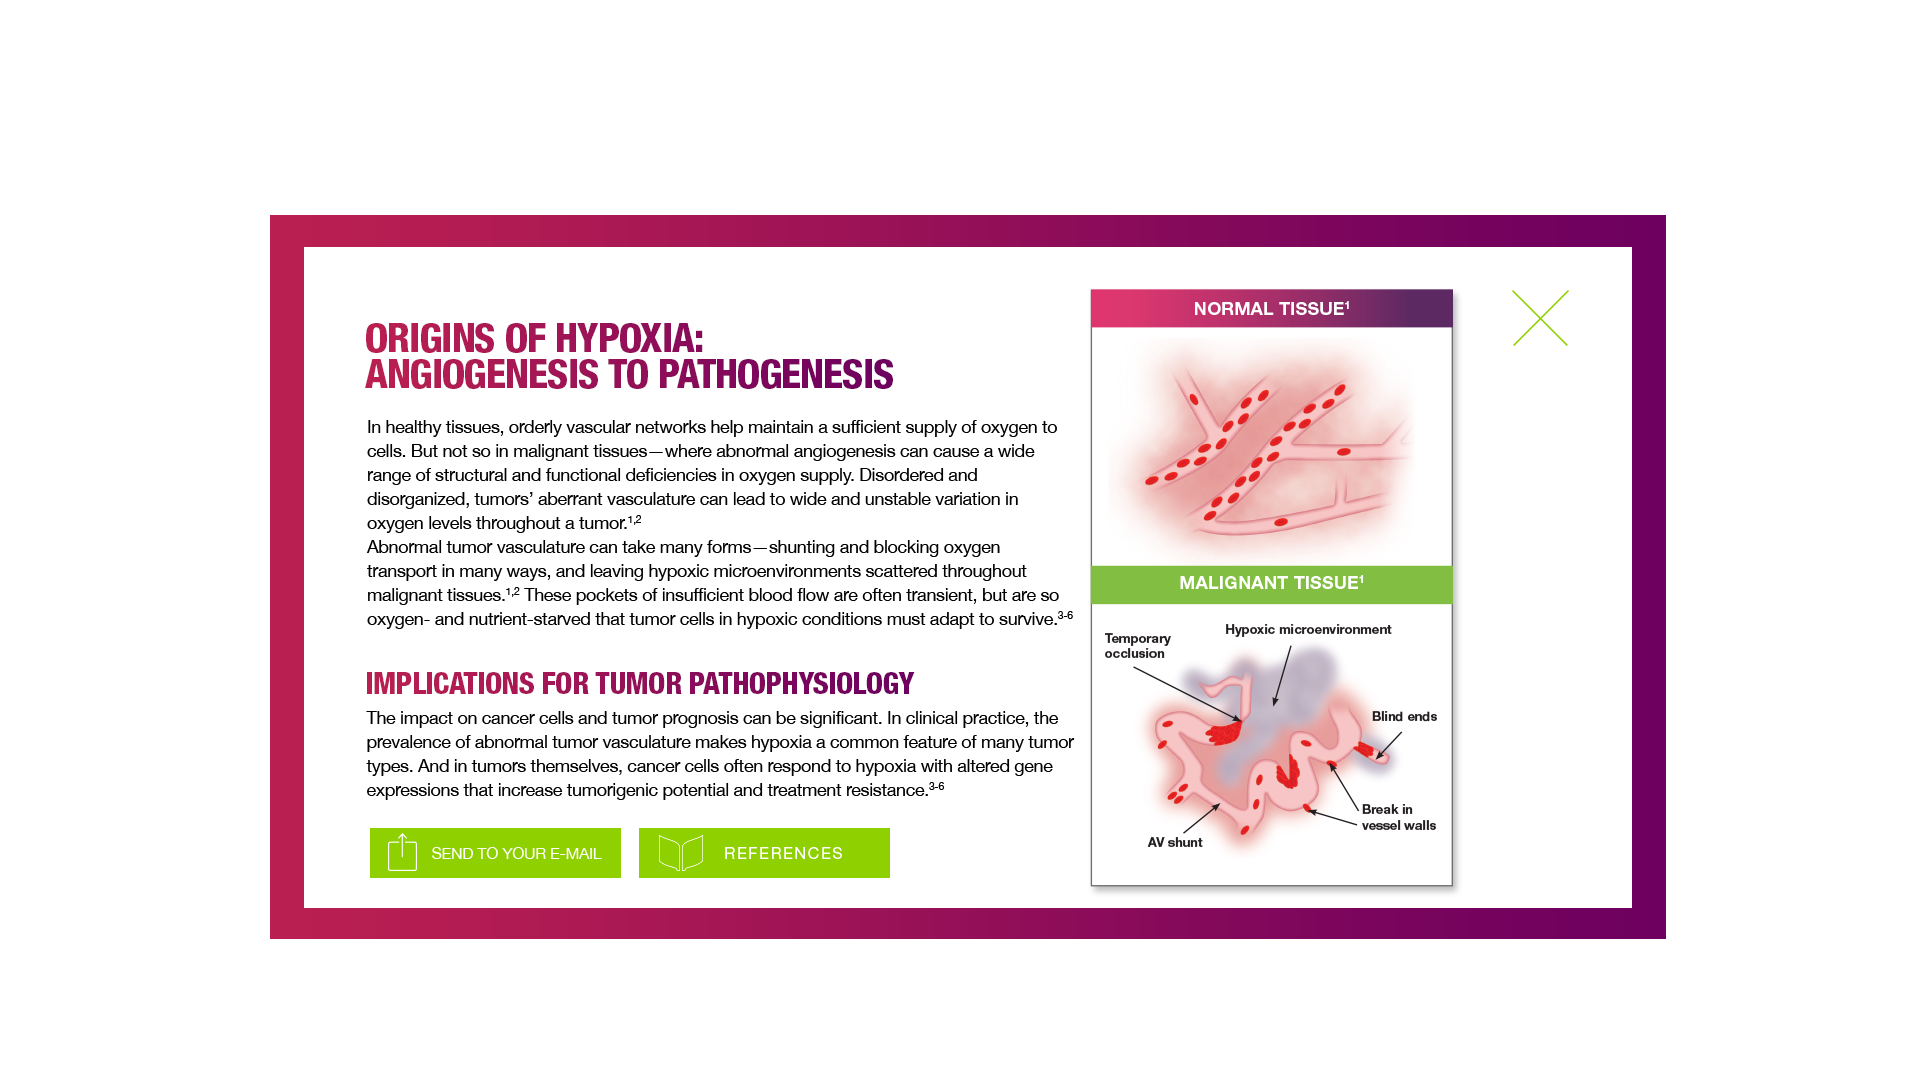 ORIGINS OF HYPOXIA:
ANGIOGENESIS TO PATHOGENESIS
In healthy tissues, orderly vascular networks help maintain a sufficient supply of oxygen to
cells. But not so in malignant tissues—where abnormal angiogenesis can cause a wide
range of structural and functional deficiencies in oxygen supply. Disordered and
disorganized, tumors’ aberrant vasculature can lead to wide and unstable variation in
oxygen levels throughout a tumor.1,2
Abnormal tumor vasculature can take many forms—shunting and blocking oxygen
transport in many ways, and leaving hypoxic microenvironments scattered throughout
malignant tissues.1,2 These pockets of insufficient blood flow are often transient, but are so
oxygen- and nutrient-starved that tumor cells in hypoxic conditions must adapt to survive.3-6
IMPLICATIONS FOR TUMOR PATHOPHYSIOLOGY
The impact on cancer cells and tumor prognosis can be significant. In clinical practice, the
prevalence of abnormal tumor vasculature makes hypoxia a common feature of many tumor
types. And in tumors themselves, cancer cells often respond to hypoxia with altered gene
expressions that increase tumorigenic potential and treatment resistance.3-6
SEND TO YOUR E-MAIL
REFERENCES
NORMAL TISSUE1
MALIGNANT TISSUE1
Hypoxic microenvironment
Temporary
occlusion
Blind ends
Break in
vessel walls
AV shunt